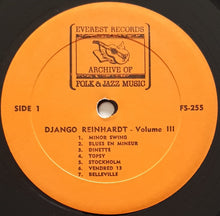 EVEREST RECORDS
ARCHIVE OF
FOLK & JAZZ MUSIC
SIDE 1
FS-255
DJANGO REINHARDT - Volume III
1. MINOR SWING
2. BLUES EN MINEUR
3. DINETTE
4. TOPSY
5. STOCKHOLM
6. VENDRED 13
7. BELLEVILLE